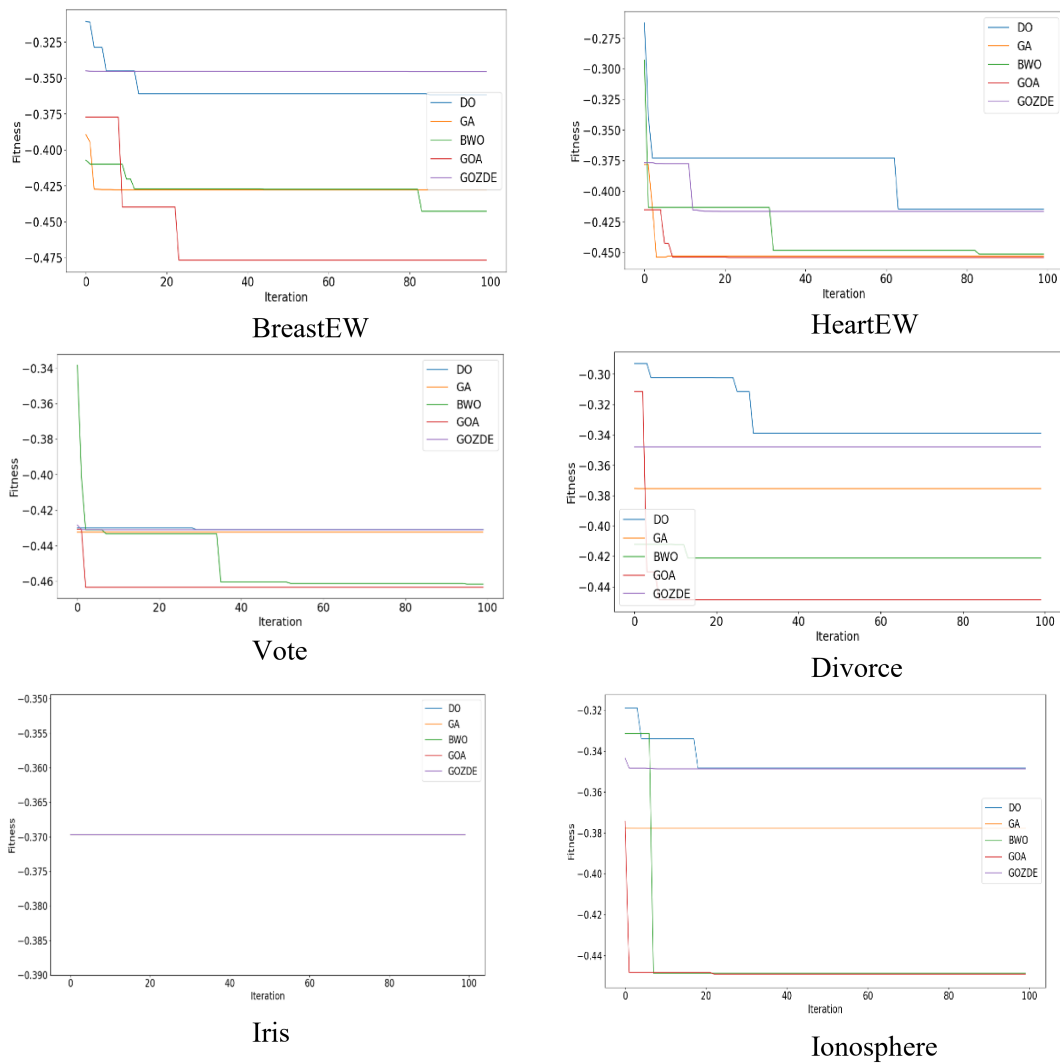 −0.325
−0.350
−0.375
−0.400
−0.425
−0.450
−0.475
Fitness
0
20
40
60
80
100
Iteration
DO
GA
BWO
GOA
GOZDE
BreastEW
−0.275
−0.300
−0.325
−0.350
−0.375
−0.400
−0.425
−0.450
Fitness
0
20
40
60
80
100
Iteration
DO
GA
BWO
GOA
GOZDE
HeartEW
−0.34
−0.36
−0.38
−0.40
−0.42
−0.44
−0.46
Fitness
0
20
40
60
80
100
Iteration
DO
GA
BWO
GOA
GOZDE
Vote
−0.30
−0.32
−0.34
−0.36
−0.38
−0.40
−0.42
−0.44
Fitness
0
20
40
60
80
100
Iteration
DO
GA
BWO
GOA
GOZDE
Divorce
−0.350
−0.355
−0.360
−0.365
−0.370
−0.375
−0.380
−0.385
−0.390
Fitness
0
20
40
60
80
100
Iteration
DO
GA
BWO
GOA
GOZDE
Iris
−0.32
−0.34
−0.36
−0.38
−0.40
−0.42
−0.44
Fitness
0
20
40
60
80
100
Iteration
DO
GA
BWO
GOA
GOZDE
Ionosphere